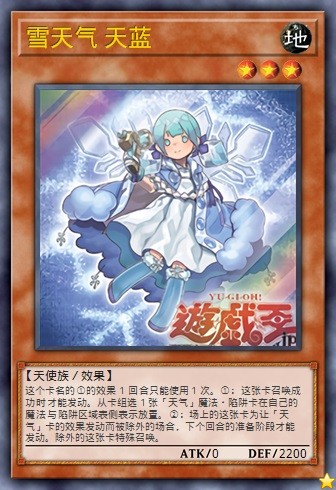 雪天气 天蓝
地
YU-GI-OH!
遊戯王
jp
【天使族／效果】
这个卡名的①的效果1回合只能使用1次。①：这张卡召唤成
功时才能发动。从卡组选1张「天气」魔法·陷阱卡在自己的
魔法与陷阱区域表侧表示放置。②：场上的这张卡为让「天
气」卡的效果发动而被除外的场合，下个回合的准备阶段才能
发动。除外的这张卡特殊召唤。
ATK/0 DEF/2200